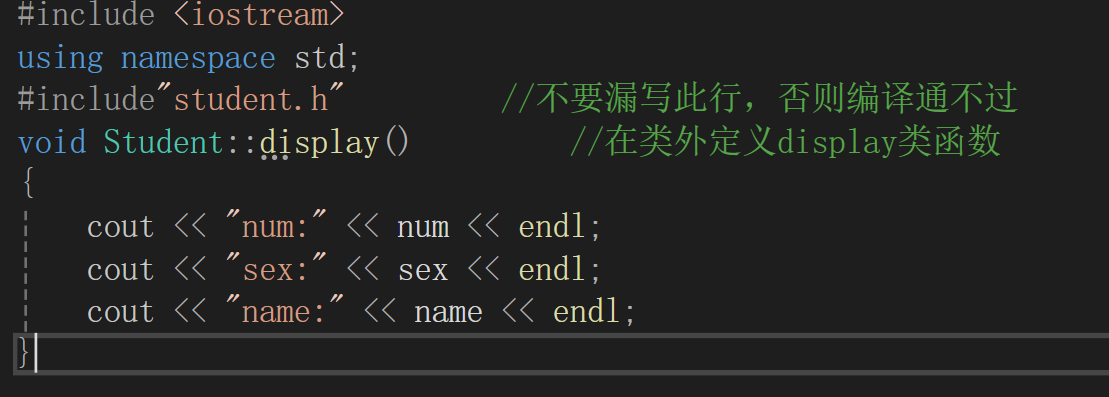 #include <iostream>
using namespace std;
#include"student.h" //不要漏写此行，否则编译通不过
void Student::display() //在类外定义display类函数
{
cout << "num:" << num << endl;
cout << "sex:" << sex << endl;
cout << "name:" << name << endl;
}